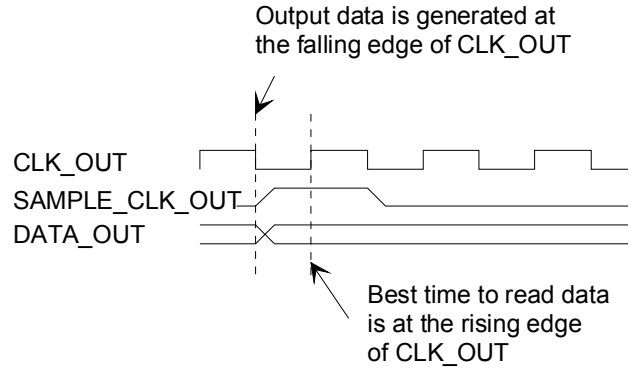 Output data is generated at
the falling edge of CLK_OUT
CLK_OUT
SAMPLE_CLK_OUT
DATA_OUT
Best time to read data
is at the rising edge
of CLK_OUT